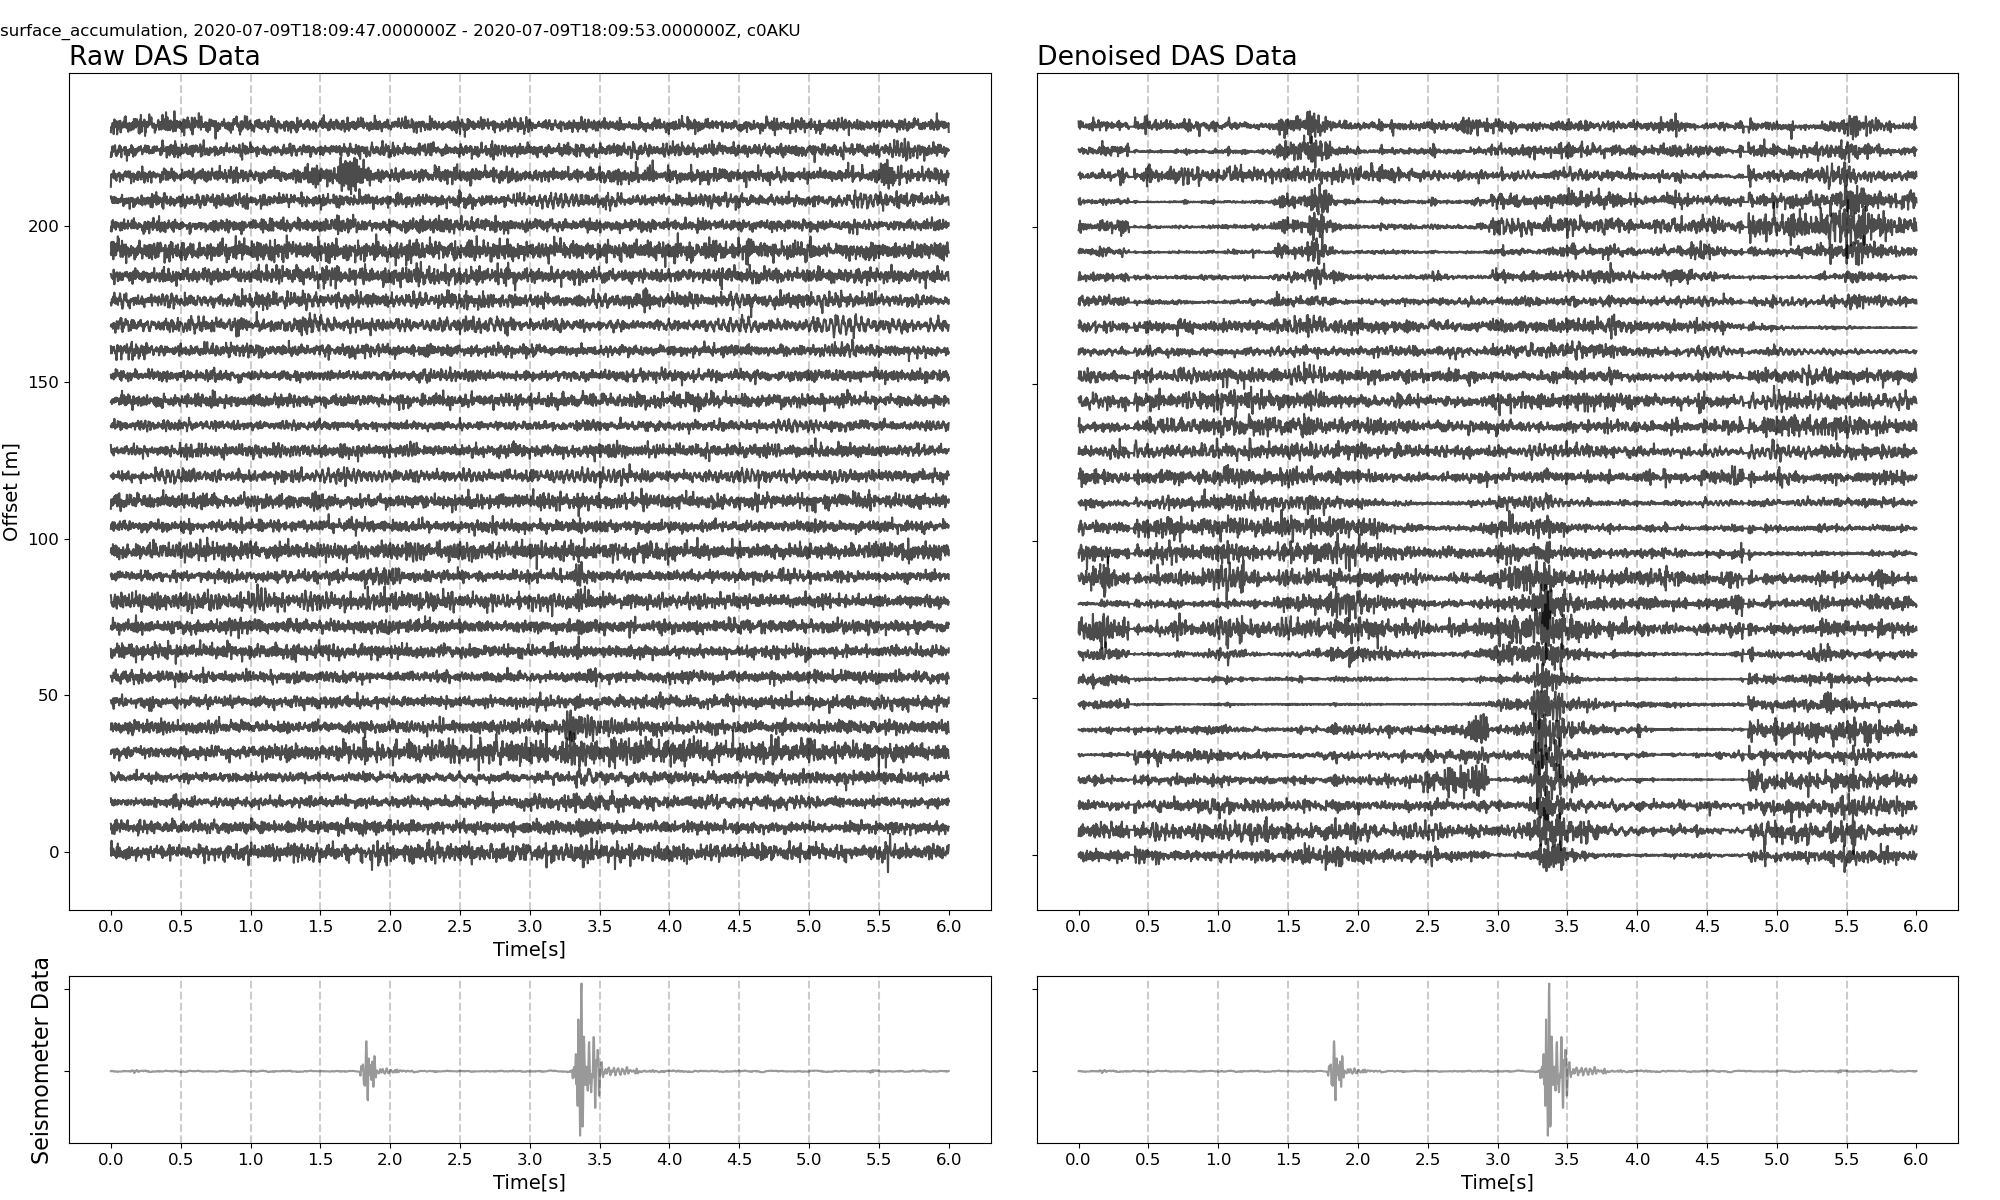 surface_accumulation, 2020-07-09T18:09:47.000000Z - 2020-07-09T18:09:53.000000Z, c0AKU
Raw DAS Data
Denoised DAS Data
Offset [m]
200
150
100
50
0
0.0 0.5 1.0 1.5 2.0 2.5 3.0 3.5 4.0 4.5 5.0 5.5 6.0
Time[s]
0.0 0.5 1.0 1.5 2.0 2.5 3.0 3.5 4.0 4.5 5.0 5.5 6.0
Seismometer Data
0.0 0.5 1.0 1.5 2.0 2.5 3.0 3.5 4.0 4.5 5.0 5.5 6.0
Time[s]
0.0 0.5 1.0 1.5 2.0 2.5 3.0 3.5 4.0 4.5 5.0 5.5 6.0
Time[s]